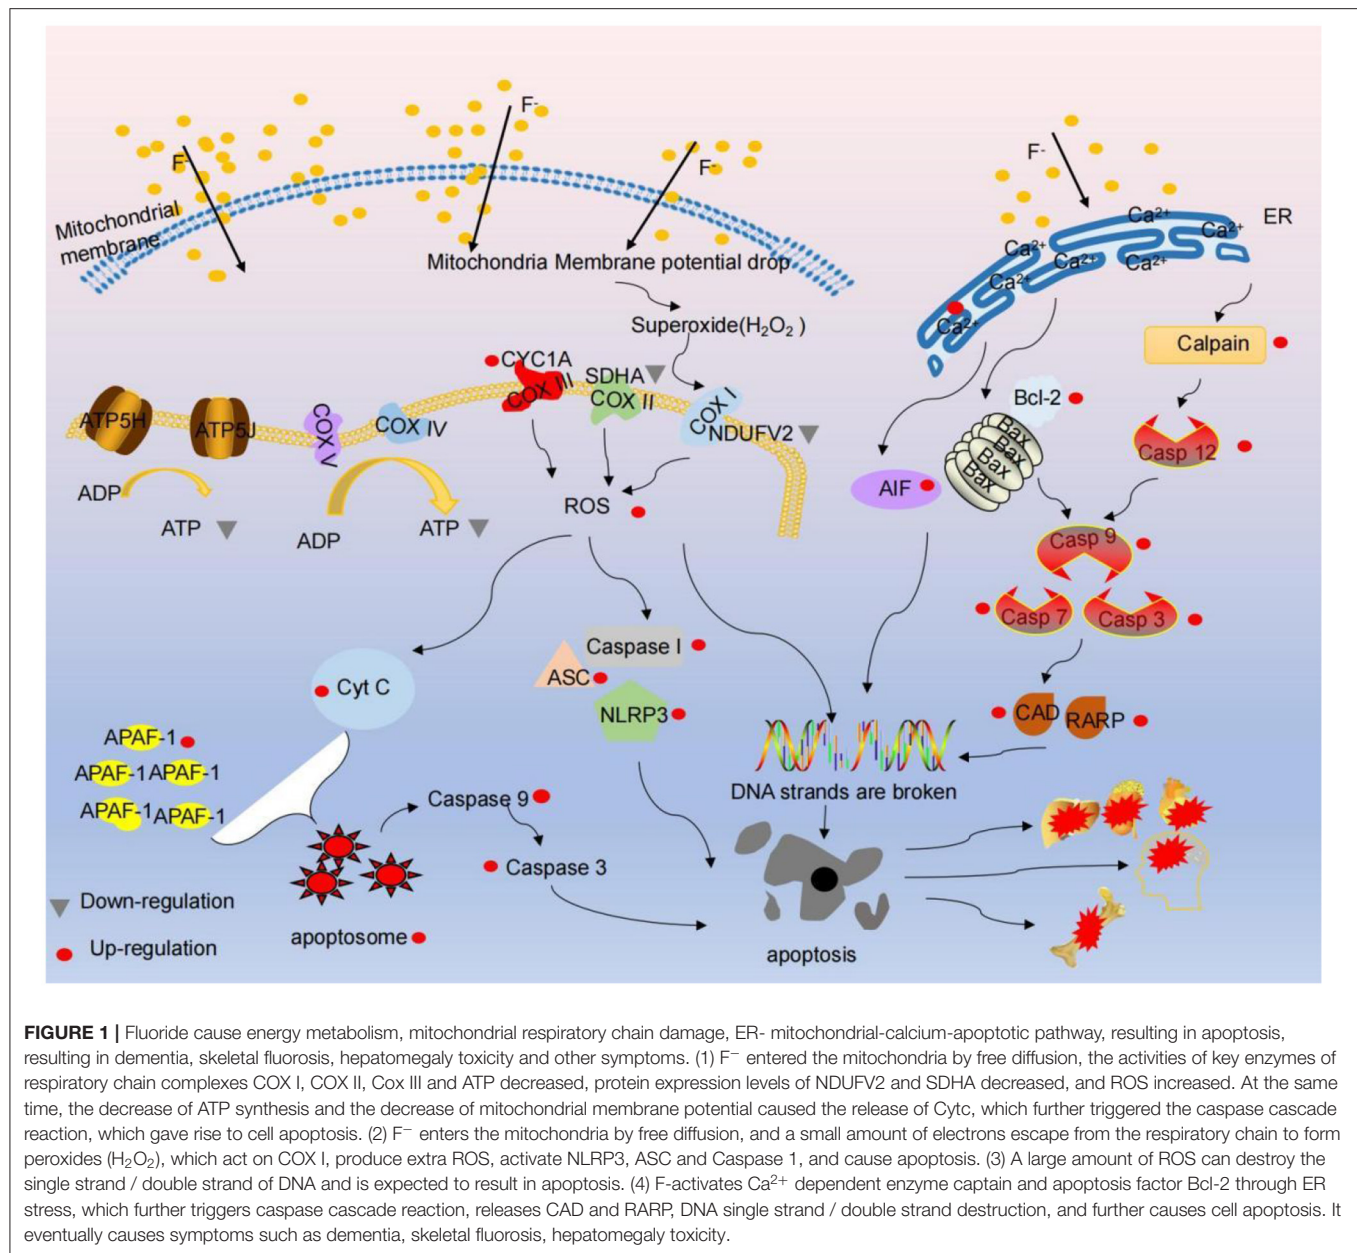 F-
F-
F-
F-
Mitochondrial
membrane
Mitochondria Membrane potential drop
Superoxide(H₂O₂ )
Ca²⁺
Ca²⁺
Ca²⁺
Ca²⁺
Ca²⁺
Ca²⁺
Ca²⁺
ER
Calpain
CYC1A
COX III
SDHA
COX II
COX I
NDUFV2
ATP5H
ATP5J
COX V
COX IV
ADP
ATP
ADP
ATP
ROS
Bcl-2
Bax
Bax
Bax
Bax
AIF
Casp 12
Casp 9
Casp 7
Casp 3
Caspase I
ASC
NLRP3
Cyt C
CAD
RARP
APAF-1
APAF-1 APAF-1
APAF-1 APAF-1
DNA strands are broken
Caspase 9
Caspase 3
Down-regulation
Up-regulation
apoptosome
apoptosis
FIGURE 1 | Fluoride cause energy metabolism, mitochondrial respiratory chain damage, ER- mitochondrial-calcium-apoptotic pathway, resulting in apoptosis,
resulting in dementia, skeletal fluorosis, hepatomegaly toxicity and other symptoms. (1) F⁻ entered the mitochondria by free diffusion, the activities of key enzymes of
respiratory chain complexes COX I, COX II, Cox III and ATP decreased, protein expression levels of NDUFV2 and SDHA decreased, and ROS increased. At the same
time, the decrease of ATP synthesis and the decrease of mitochondrial membrane potential caused the release of Cytc, which further triggered the caspase cascade
reaction, which gave rise to cell apoptosis. (2) F⁻ enters the mitochondria by free diffusion, and a small amount of electrons escape from the respiratory chain to form
peroxides (H₂O₂), which act on COX I, produce extra ROS, activate NLRP3, ASC and Caspase 1, and cause apoptosis. (3) A large amount of ROS can destroy the
single strand / double strand of DNA and is expected to result in apoptosis. (4) F-activates Ca²⁺ dependent enzyme captain and apoptosis factor Bcl-2 through ER
stress, which further triggers caspase cascade reaction, releases CAD and RARP, DNA single strand / double strand destruction, and further causes cell apoptosis. It
eventually causes symptoms such as dementia, skeletal fluorosis, hepatomegaly toxicity.